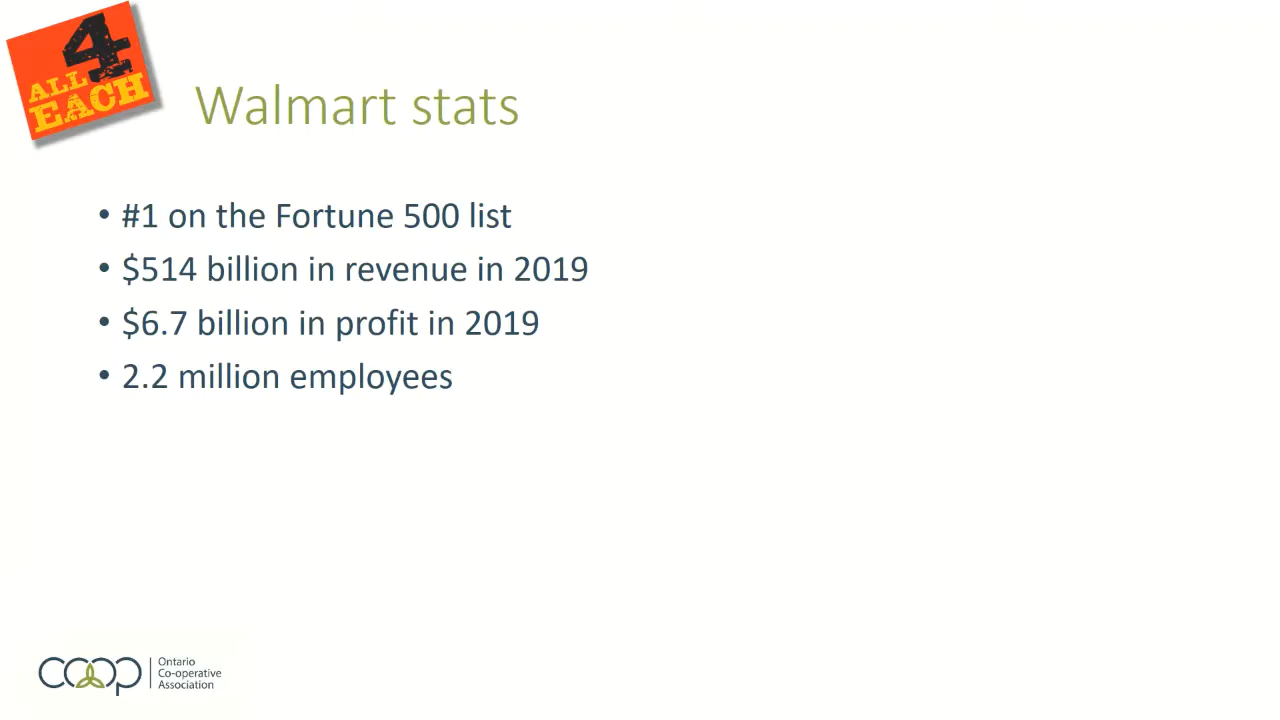 4
ALL
EACH
Walmart stats
• #1 on the Fortune 500 list
• $514 billion in revenue in 2019
• $6.7 billion in profit in 2019
• 2.2 million employees
COOP
Ontario
Co-operative
Association